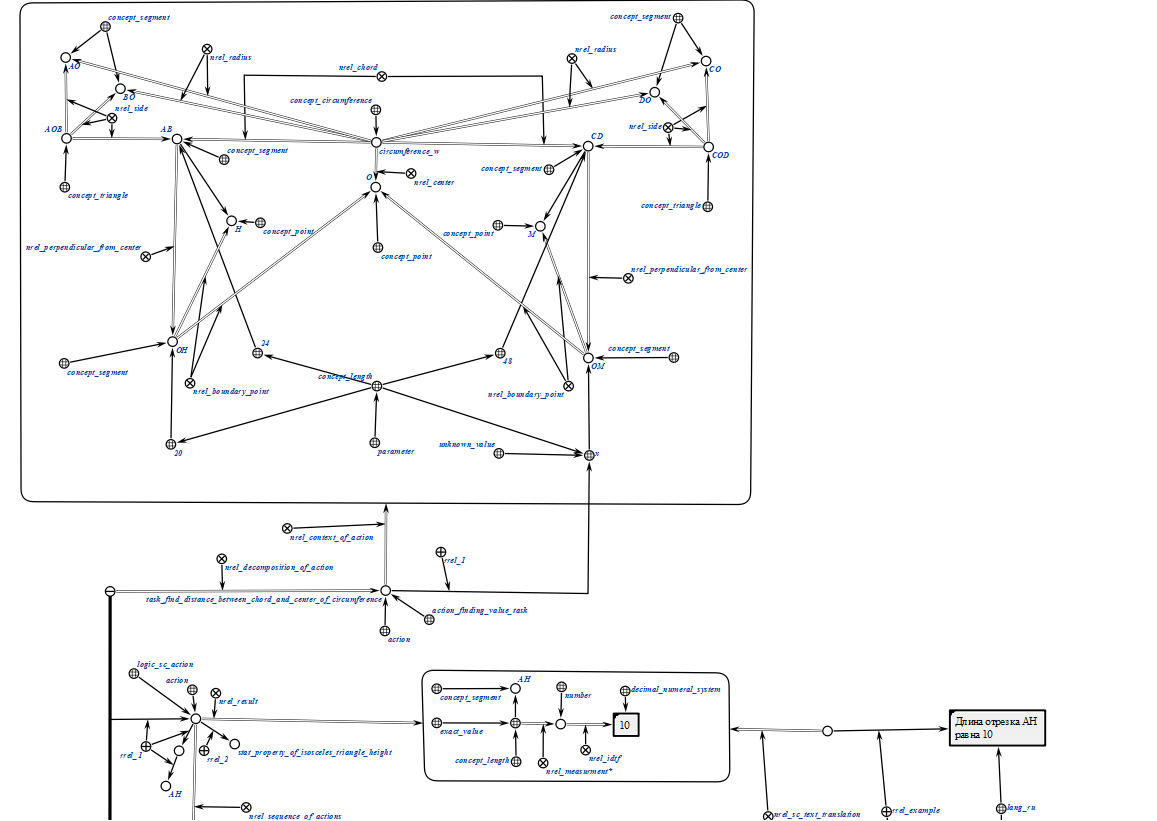 concept_segment
concept_segment
nrel_radius
nrel_radius
AO
nrel_chord
CO
BO
concept_circumference
DO
nrel_side
nrel_side
AOB
AB
CD
COD
concept_segment
circumference_w
concept_segment
O
nrel_center
concept_triangle
concept_triangle
H
concept_point
concept_point
M
nrel_perpendicular_from_center
concept_point
nrel_perpendicular_from_center
OH
24
48
concept_segment
OM
concept_segment
concept_length
nrel_boundary_point
nrel_boundary_point
20
parameter
unknown_value
x
nrel_context_of_action
nrel_decomposition_of_action
rrel_1
task_find_distance_between_chord_and_center_of_circumference
action_finding_value_task
action
logic_sc_action
action
nrel_result
AH
concept_segment
number
decimal_numeral_system
exact_value
10
Длина отрезка AH
равна 10
rrel_1
rrel_2
stat_property_of_isosceles_triangle_height
concept_length
nrel_idtf
nrel_measurment*
AH
nrel_sequence_of_actions
nrel_sc_text_translation
rrel_example
lang_ru